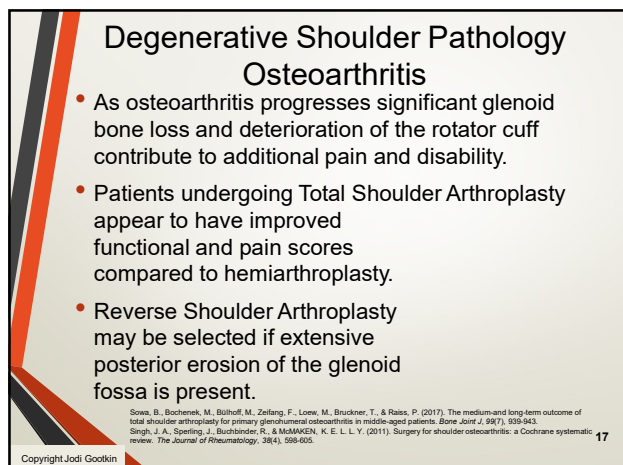 Degenerative Shoulder Pathology
Osteoarthritis
• As osteoarthritis progresses significant glenoid
bone loss and deterioration of the rotator cuff
contribute to additional pain and disability.
• Patients undergoing Total Shoulder Arthroplasty
appear to have improved
functional and pain scores
compared to hemiarthroplasty.
• Reverse Shoulder Arthroplasty
may be selected if extensive
posterior erosion of the glenoid
fossa is present.
Sowa, B., Bochenek, M., Bülhoff, M., Zeifang, F., Loew, M., Bruckner, T., & Raiss, P. (2017). The medium-and long-term outcome of
total shoulder arthroplasty for primary glenohumeral osteoarthritis in middle-aged patients. Bone Joint J, 99(7), 939-943.
Singh, J. A., Sperling, J., Buchbinder, R., & McMAKEN, K. E. L. L. Y. (2011). Surgery for shoulder osteoarthritis: a Cochrane systematic
review. The Journal of Rheumatology, 38(4), 598-605.
17
Copyright Jodi Gootkin